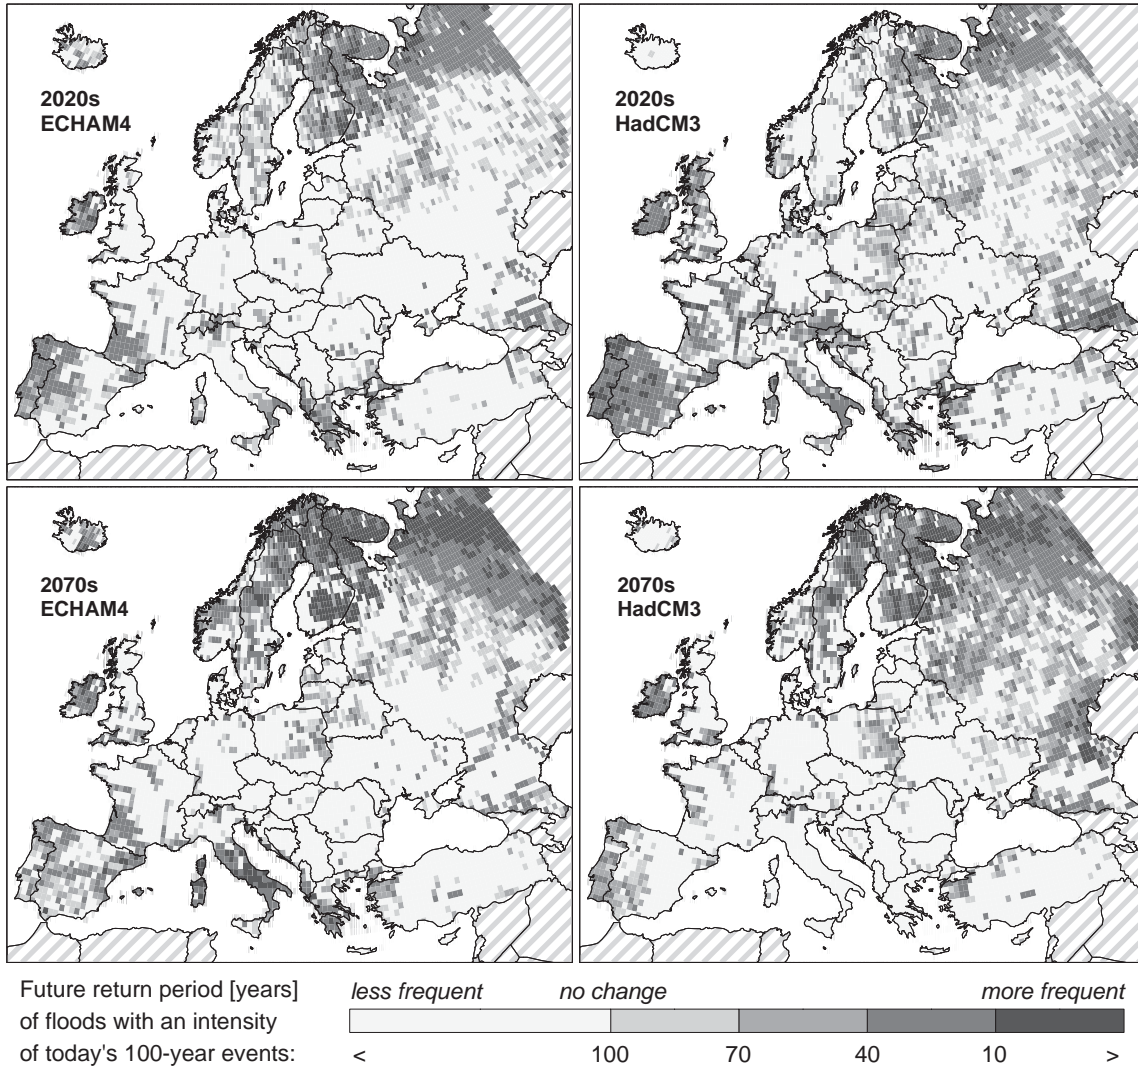 2020s
ECHAM4
2020s
HadCM3
2070s
ECHAM4
2070s
HadCM3
Future return period [years]
of floods with an intensity
of today's 100-year events:
less frequent no change more frequent
< 100 70 40 10 >